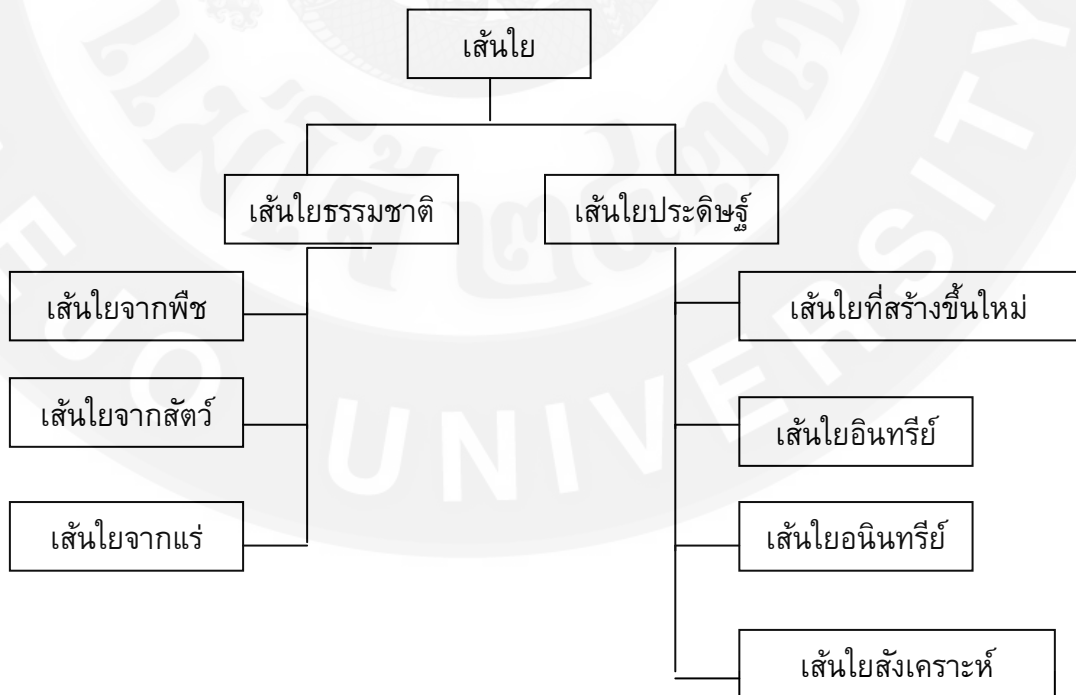 เส้นใย
เส้นใยธรรมชาติ
เส้นใยประดิษฐ์
เส้นใยจากพืช
เส้นใยจากสัตว์
เส้นใยจากแร่
เส้นใยที่สร้างขึ้นใหม่
เส้นใยอินทรีย์
เส้นใยอนินทรีย์
เส้นใยสังเคราะห์
UNIVERSITY